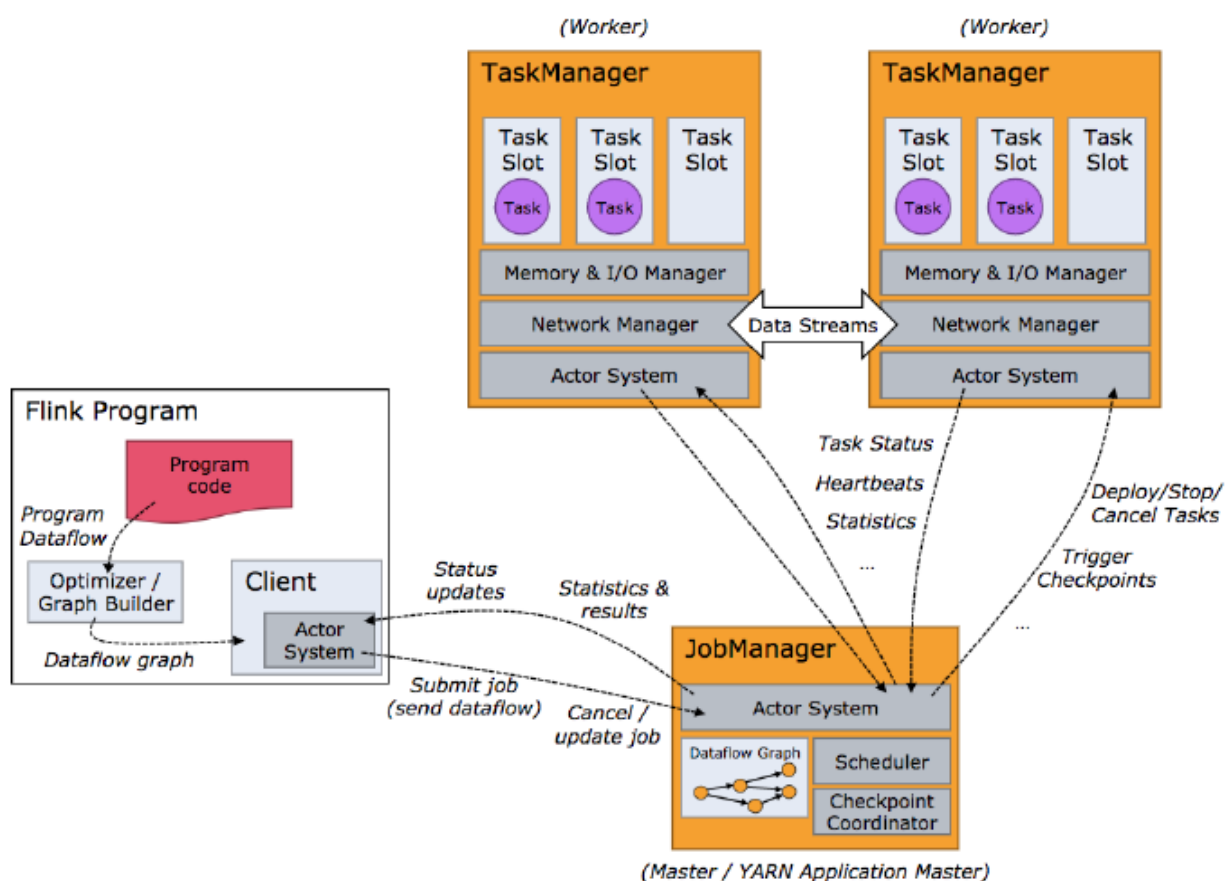 (Worker)
(Worker)
TaskManager
TaskManager
Task
Slot
Task
Slot
Task
Slot
Task
Slot
Task
Slot
Task
Slot
Task
Task
Task
Task
Memory & I/O Manager
Memory & I/O Manager
Network Manager
Data Streams
Network Manager
Actor System
Actor System
Flink Program
Program
code
Program
Dataflow
Optimizer /
Graph Builder
Client
Actor
System
Dataflow graph
Status
updates
Statistics &
results
Submit job
(send dataflow)
Cancel /
update job
Task Status
Heartbeats
Statistics
...
Deploy/Stop/
Cancel Tasks
Trigger
Checkpoints
...
JobManager
Actor System
Dataflow Graph
Scheduler
Checkpoint
Coordinator
(Master / YARN Application Master)